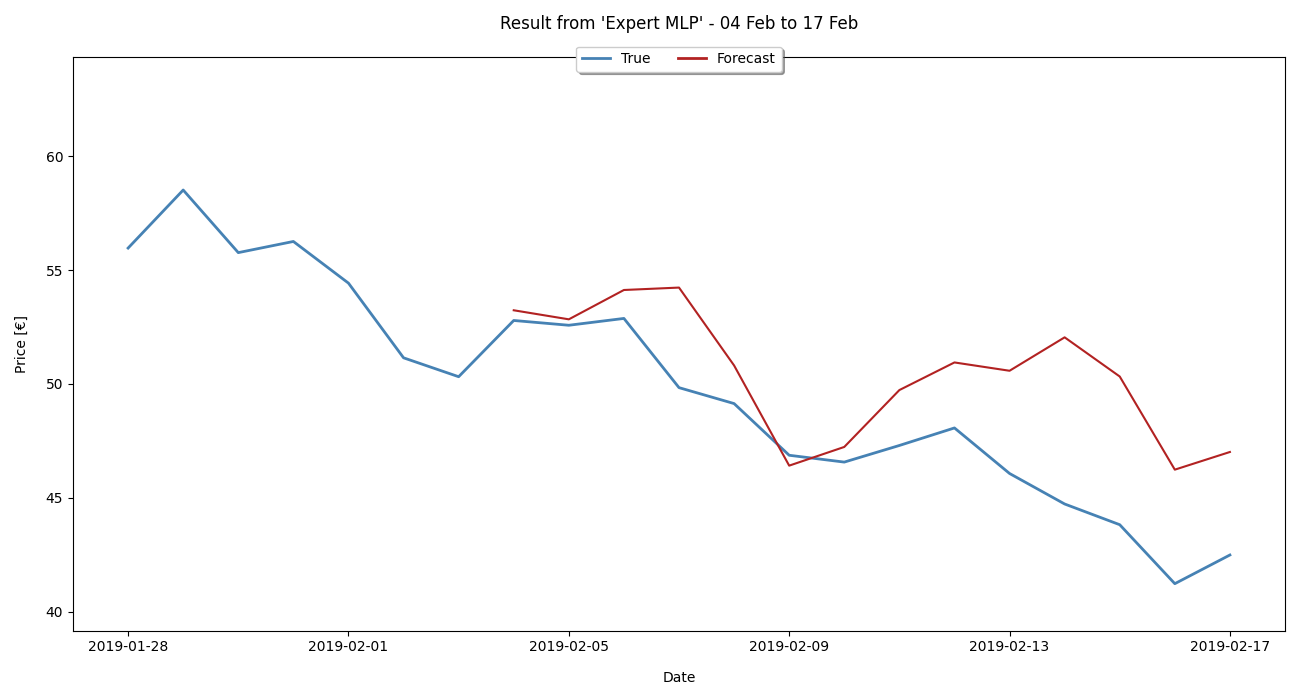 Result from 'Expert MLP' - 04 Feb to 17 Feb
True Forecast
60
55
50
45
40
Price [€]
2019-01-28 2019-02-01 2019-02-05 2019-02-09 2019-02-13 2019-02-17
Date